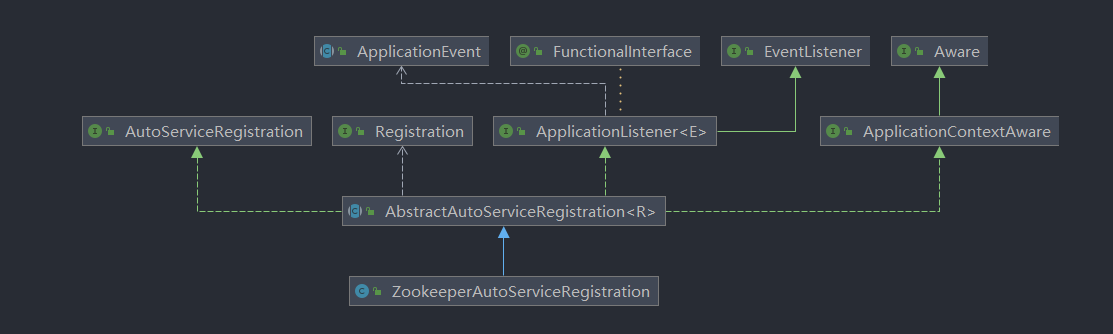 ApplicationEvent
FunctionalInterface
EventListener
Aware
AutoServiceRegistration
Registration
ApplicationListener<E>
ApplicationContextAware
AbstractAutoServiceRegistration<R>
ZookeeperAutoServiceRegistration